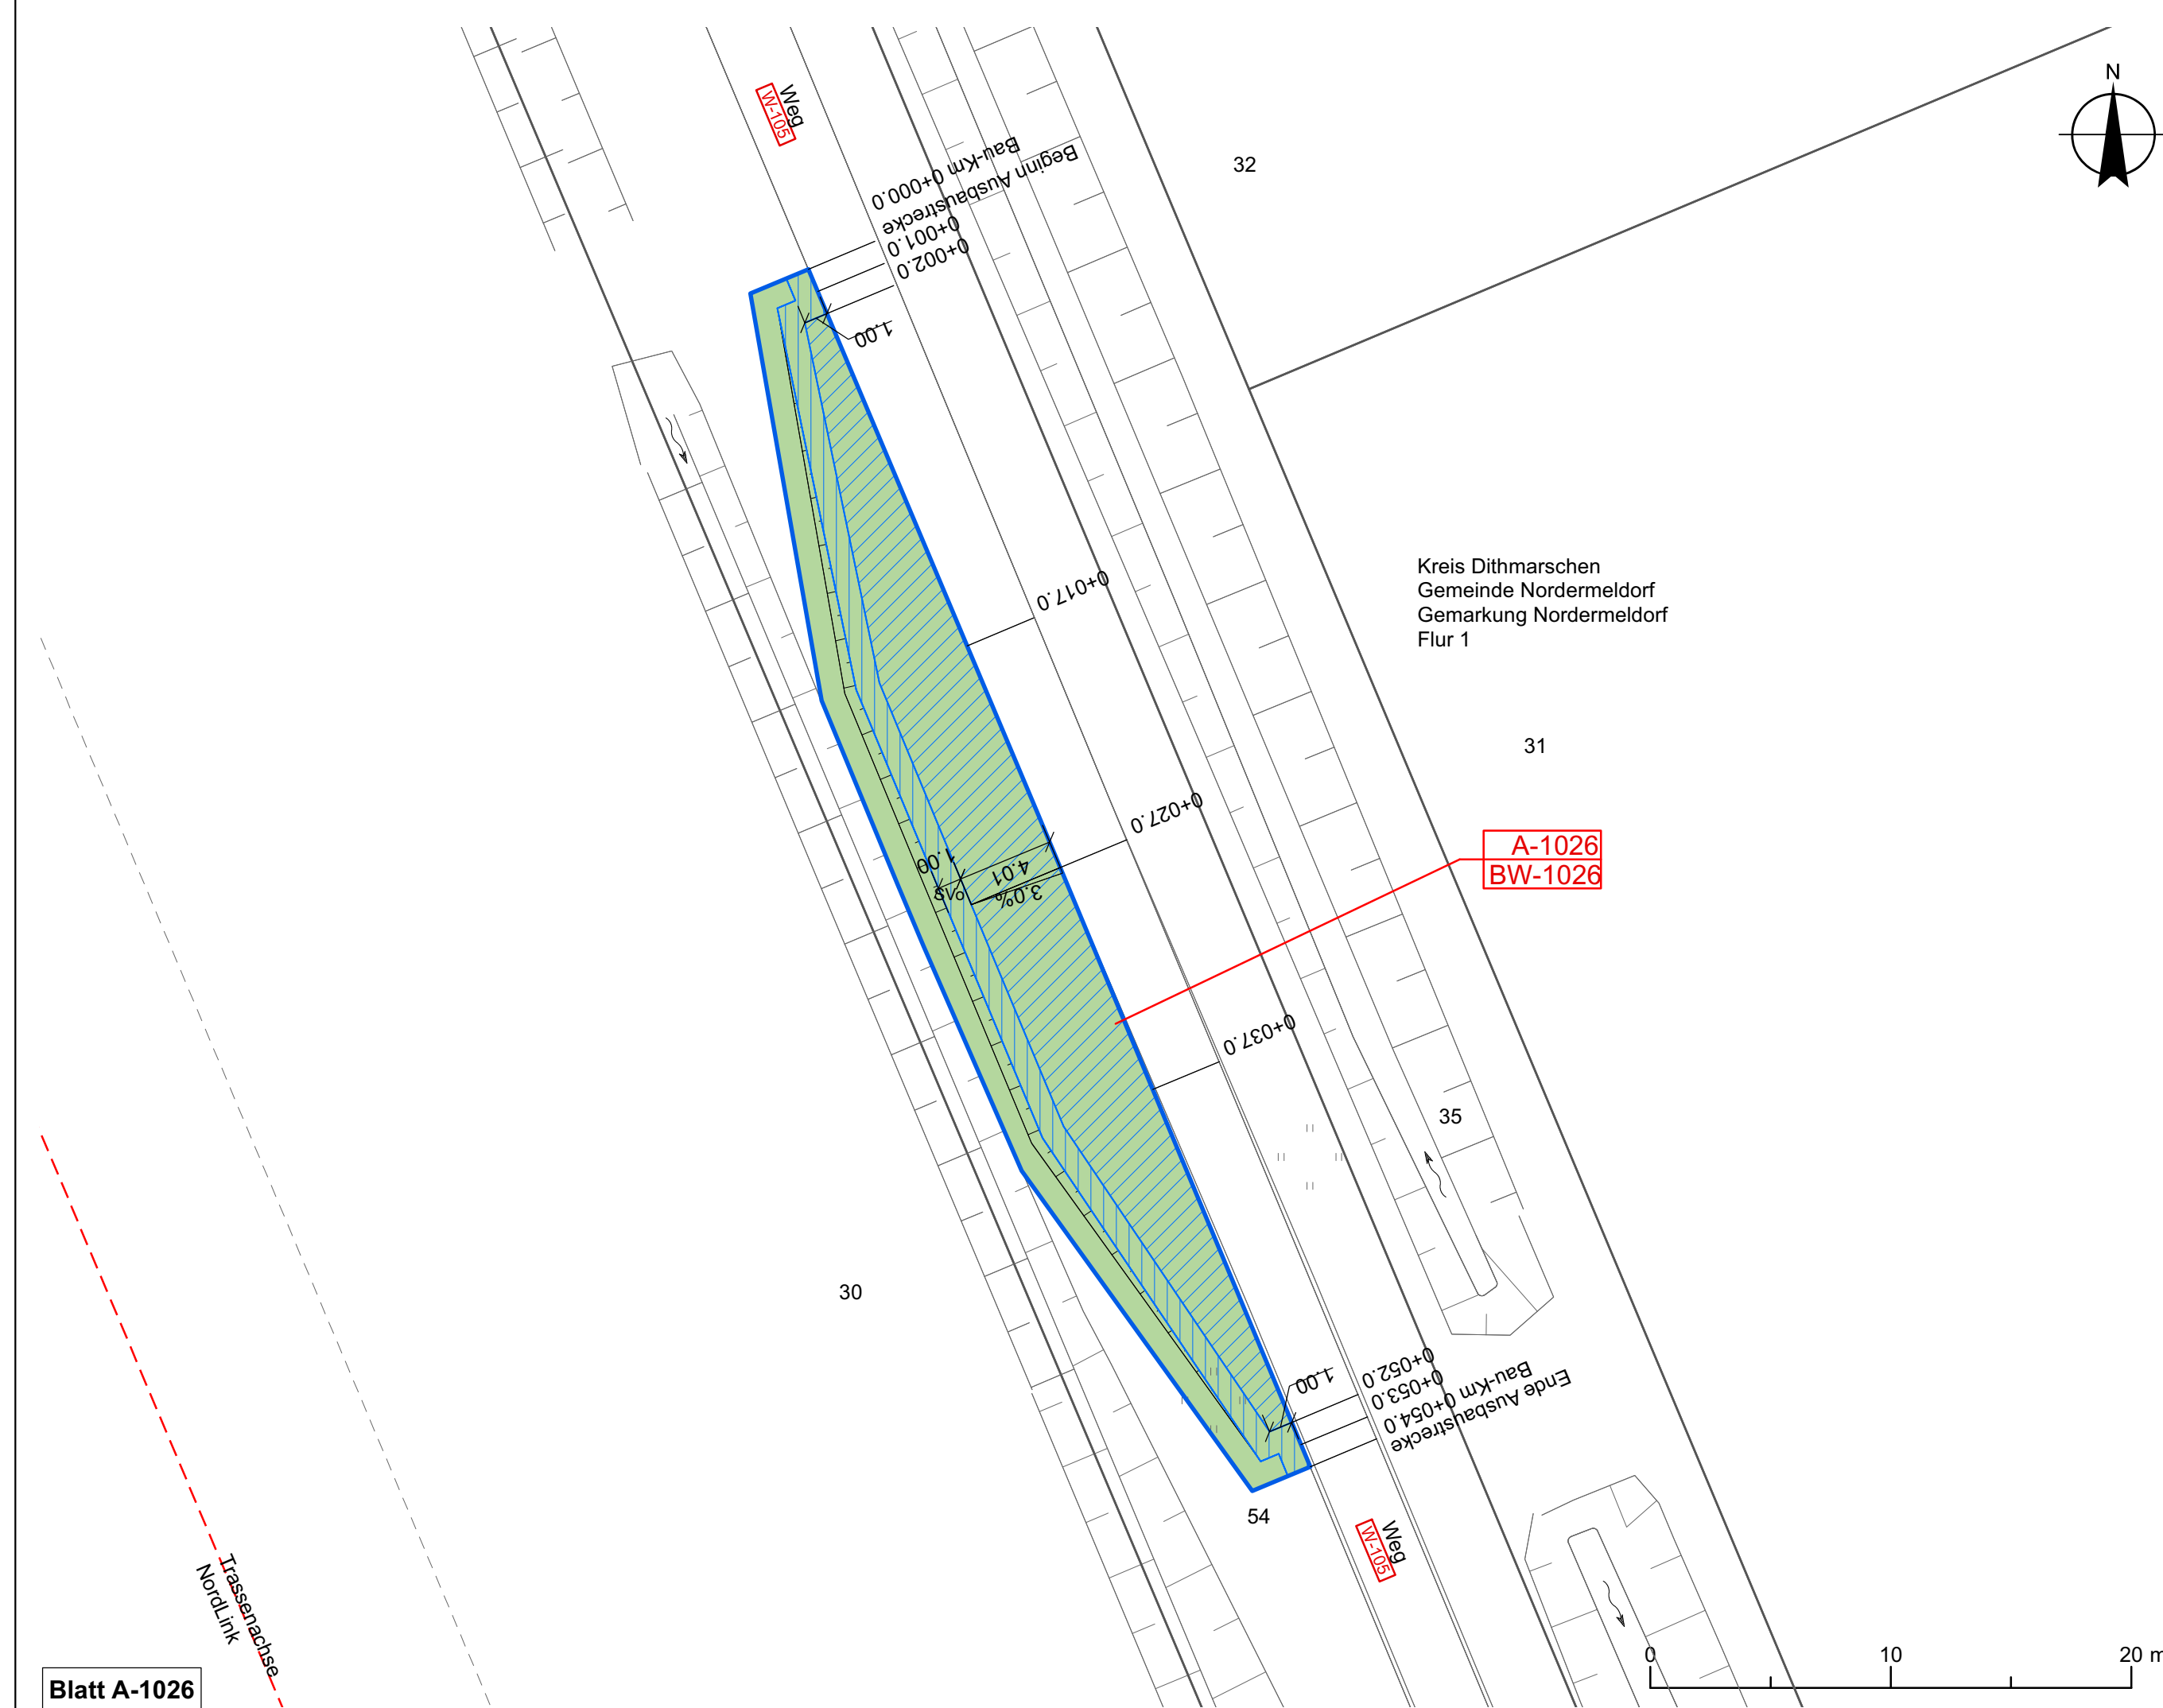 N
Weg
W-105
32
Beginn Ausbaustrecke
Bau-Km 0+000.0
0+001.0
0+002.0
1.00
0+017.0
Kreis Dithmarschen
Gemeinde Nordermeldorf
Gemarkung Nordermeldorf
Flur 1
31
0+027.0
A-1026
BW-1026
1.00
4.01
3.0%
0+037.0
35
30
1.00
0+052.0
0+053.0
Bau-Km 0+054.0
Ende Ausbaustrecke
54
Weg
W-105
Trassenachse
NordLink
0 10 20 m
Blatt A-1026